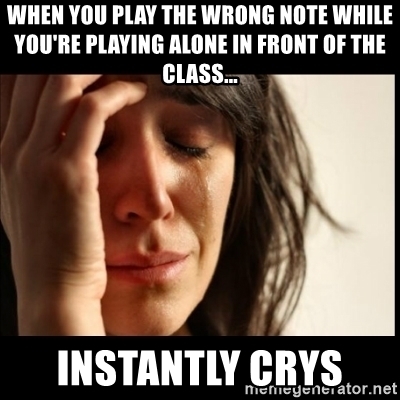 WHEN YOU PLAY THE WRONG NOTE WHILE
YOU'RE PLAYING ALONE IN FRONT OF THE
CLASS...
INSTANTLY CRYS
memegenerator.net